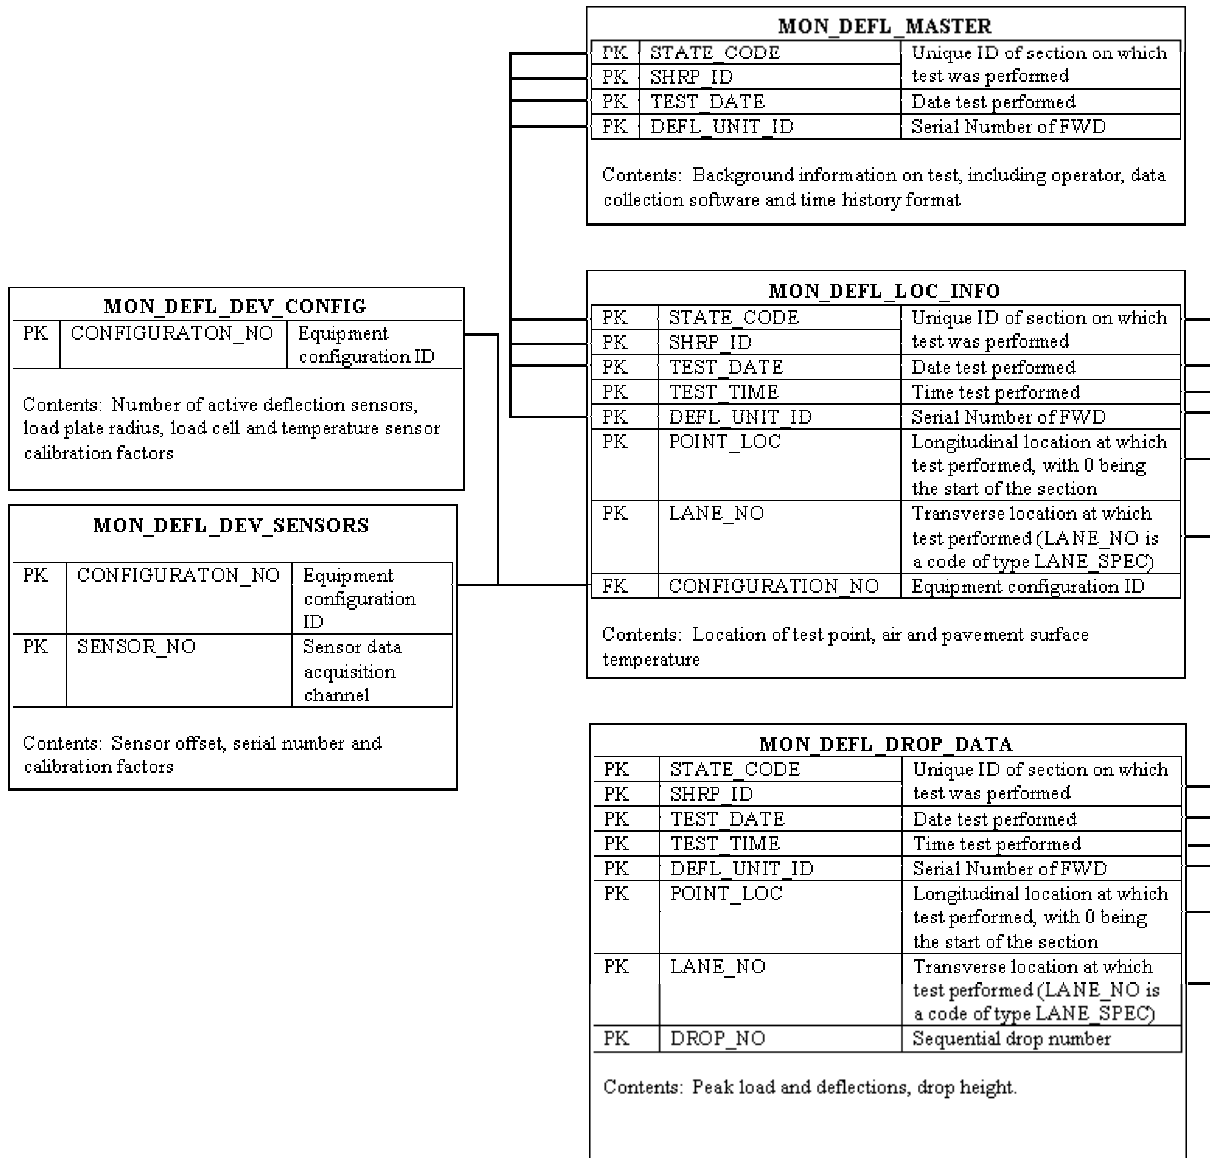 MON_DEFL_MASTER
PK STATE_CODE Unique ID of section on which
PK SHRP_ID test was performed
PK TEST_DATE Date test performed
PK DEFL_UNIT_ID Serial Number of FWD
Contents: Background information on test, including operator, data
collection software and time history format
MON_DEFL_DEV_CONFIG
PK CONFIGURATON_NO Equipment
configuration ID
Contents: Number of active deflection sensors,
load plate radius, load cell and temperature sensor
calibration factors
MON_DEFL_DEV_SENSORS
PK CONFIGURATON_NO Equipment
configuration
ID
PK SENSOR_NO Sensor data
acquisition
channel
Contents: Sensor offset, serial number and
calibration factors
MON_DEFL_LOC_INFO
PK STATE_CODE Unique ID of section on which
PK SHRP_ID test was performed
PK TEST_DATE Date test performed
PK TEST_TIME Time test performed
PK DEFL_UNIT_ID Serial Number of FWD
PK POINT_LOC Longitudinal location at which
test performed, with 0 being
the start of the section
PK LANE_NO Transverse location at which
test performed (LANE_NO is
a code of type LANE_SPEC)
FK CONFIGURATION_NO Equipment configuration ID
Contents: Location of test point, air and pavement surface
temperature
MON_DEFL_DROP_DATA
PK STATE_CODE Unique ID of section on which
PK SHRP_ID test was performed
PK TEST_DATE Date test performed
PK TEST_TIME Time test performed
PK DEFL_UNIT_ID Serial Number of FWD
PK POINT_LOC Longitudinal location at which
test performed, with 0 being
the start of the section
PK LANE_NO Transverse location at which
test performed (LANE_NO is
a code of type LANE_SPEC)
PK DROP_NO Sequential drop number
Contents: Peak load and deflections, drop height.